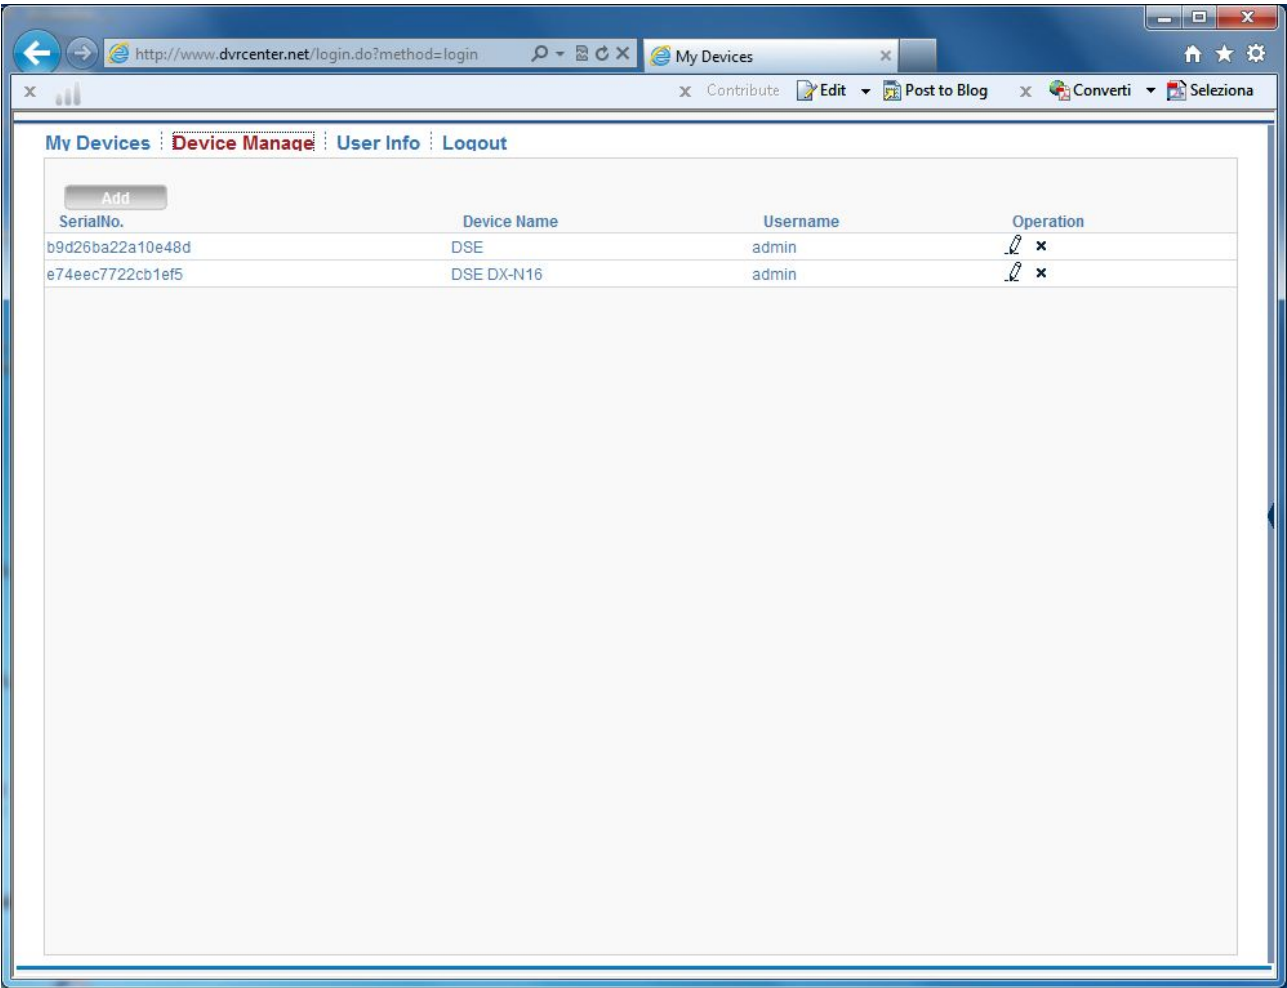 http://www.dvrcenter.net/login.do?method=login My Devices
Contribute Edit Post to Blog Converti Seleziona
My Devices Device Manage User Info Logout
Add
SerialNo. Device Name Username Operation
b9d26ba22a10e48d DSE admin
e74eec7722cb1ef5 DSE DX-N16 admin